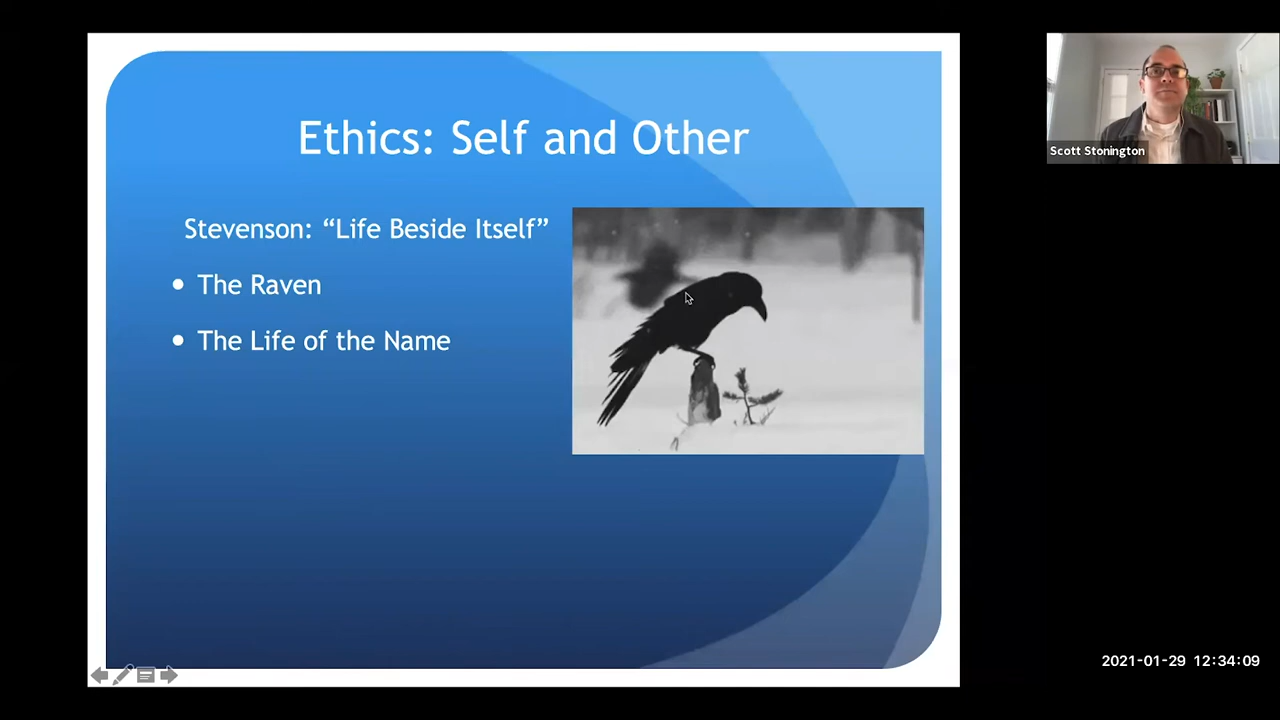 Ethics: Self and Other
Stevenson: “Life Beside Itself”
• The Raven
• The Life of the Name
Scott Stonington
2021-01-29 12:34:09